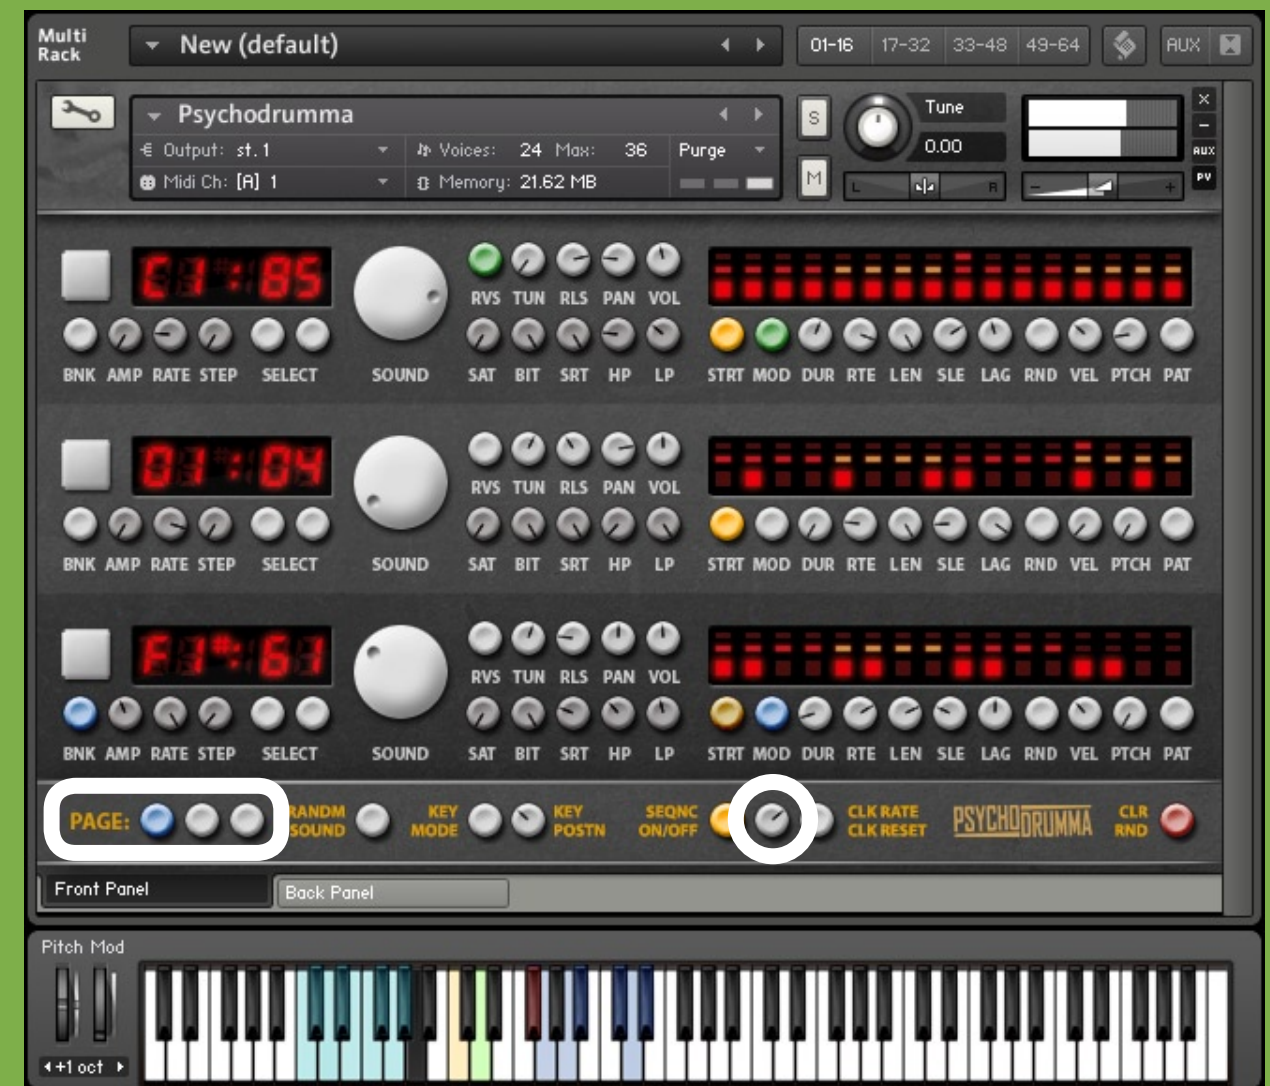 Multi
Rack
New (default)
01-16 17-32 33-48 49-64 AUX
Psychodrumma
Output: st.1 Voices: 24 Max: 36 Purge
Midi Ch: [A] 1 Memory: 21.62 MB
S
M
Tune
0.00
L R - +
×
-
AUX
PV
C1:85
RVS TUN RLS PAN VOL
BNK AMP RATE STEP SELECT SOUND SAT BIT SRT HP LP STRT MOD DUR RTE LEN SLE LAG RND VEL PTCH PAT
01:04
RVS TUN RLS PAN VOL
BNK AMP RATE STEP SELECT SOUND SAT BIT SRT HP LP STRT MOD DUR RTE LEN SLE LAG RND VEL PTCH PAT
F1#:61
RVS TUN RLS PAN VOL
BNK AMP RATE STEP SELECT SOUND SAT BIT SRT HP LP STRT MOD DUR RTE LEN SLE LAG RND VEL PTCH PAT
PAGE:
RANDM
SOUND
KEY
MODE
KEY
POSTN
SEQNC
ON/OFF
CLK RATE
CLK RESET
PSYCHODRUMMA
CLR
RND
Front Panel Back Panel
Pitch Mod
+1 oct